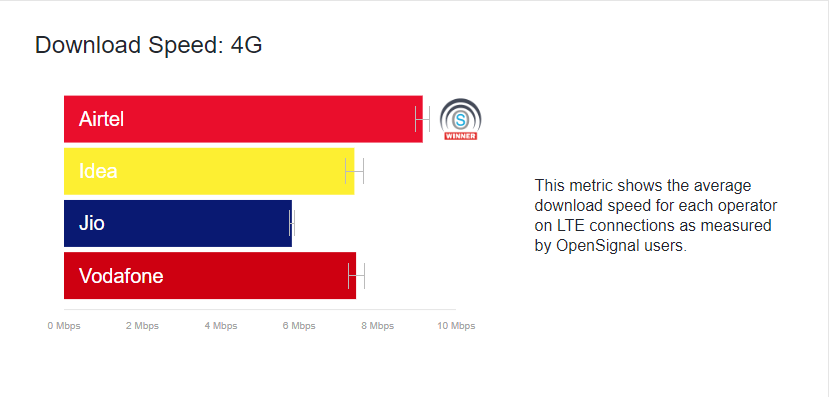 Download Speed: 4G
Airtel
S
WINNER
Idea
Jio
Vodafone
0 Mbps 2 Mbps 4 Mbps 6 Mbps 8 Mbps 10 Mbps
This metric shows the average
download speed for each operator
on LTE connections as measured
by OpenSignal users.